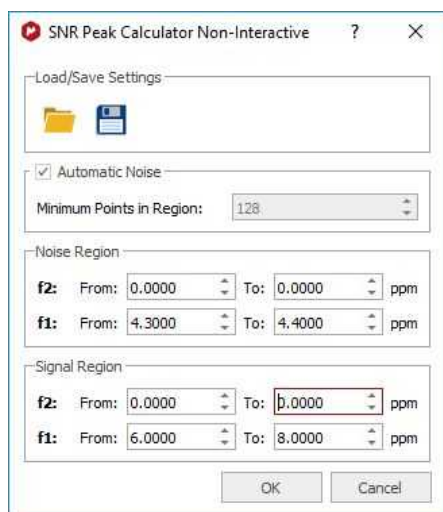 SNR Peak Calculator Non-Interactive ?
Load/Save Settings
Automatic Noise
Minimum Points in Region: 128
Noise Region
f2: From: 0.0000 To: 0.0000 ppm
f1: From: 4.3000 To: 4.4000 ppm
Signal Region
f2: From: 0.0000 To: 0.0000 ppm
f1: From: 6.0000 To: 8.0000 ppm
OK Cancel